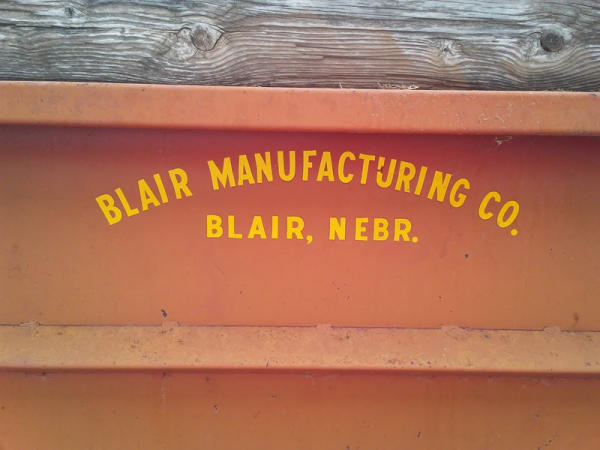 BLAIR MANUFACTURING CO.
BLAIR, NEBR.